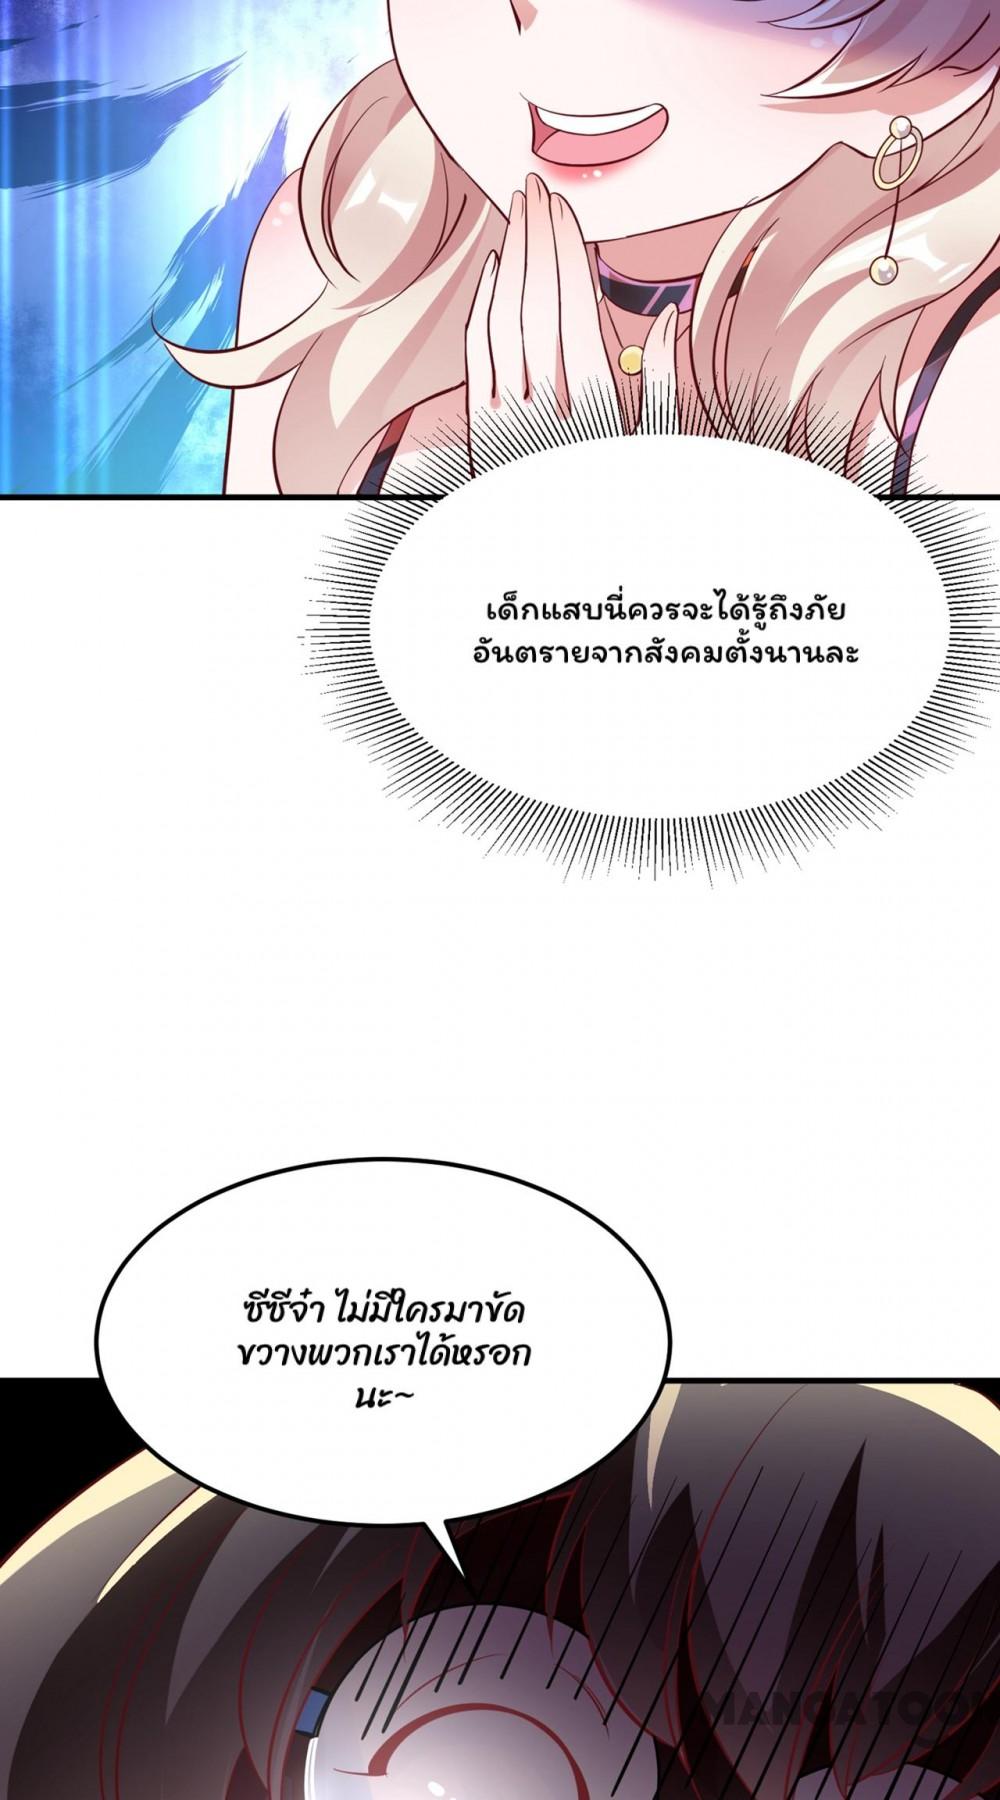 เด็กแสบนี่ควรจะได้รู้ถึงภัย
อันตรายจากสังคมตั้งนานละ
ซีซีจ๋า ไม่มีใครมาขัด
ขวางพวกเราได้หรอก
นะ~
MANGATOON